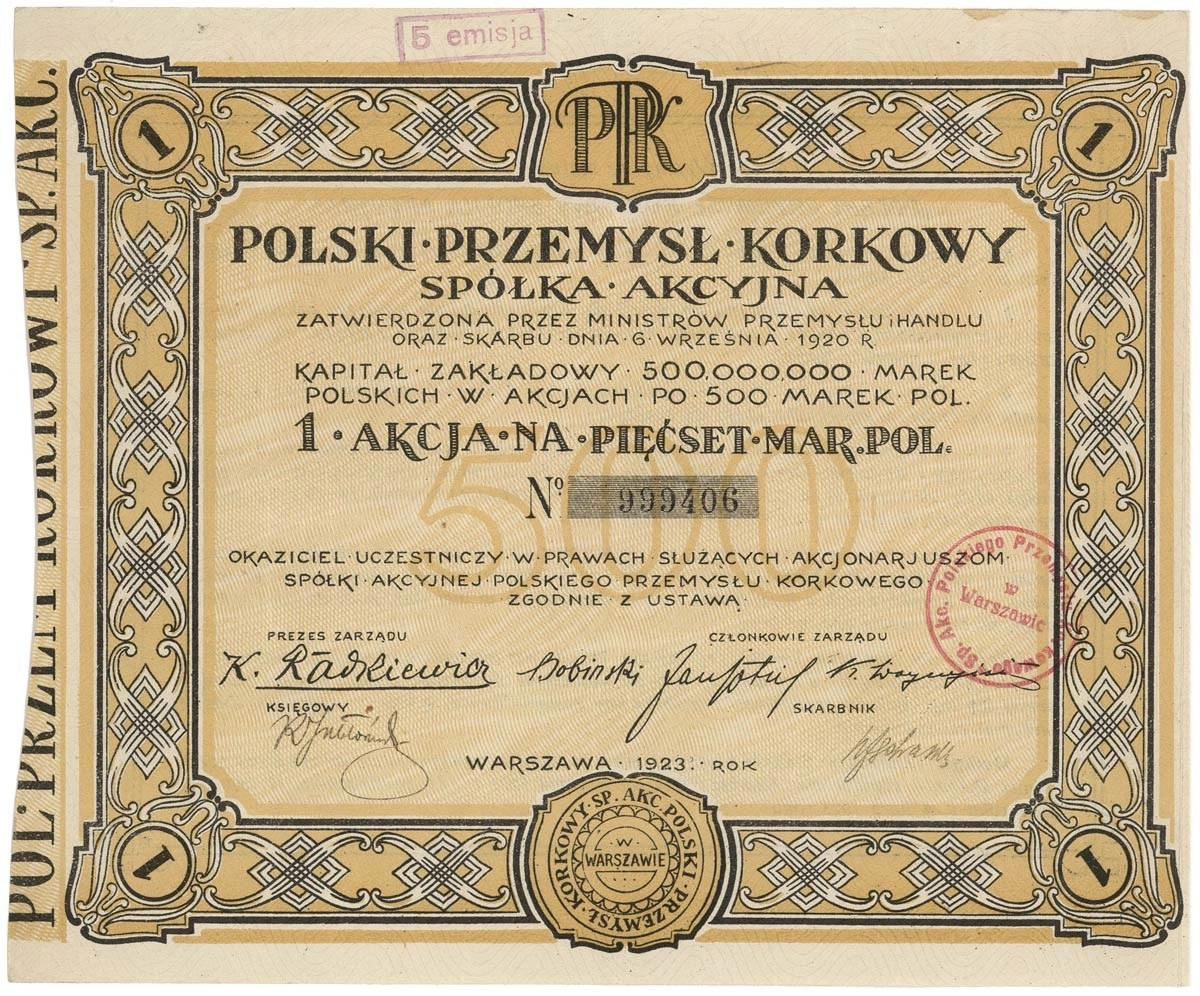 5 emisja
PPK
1
1
POL. PRZEM. KORKOWY SP. AKC.
POLSKI·PRZEMYSŁ·KORKOWY
SPÓŁKA·AKCYJNA
ZATWIERDZONA PRZEZ MINISTRÓW PRZEMYSŁU i HANDLU
ORAZ·SKARBU·DNIA·6·WRZEŚNIA·1920 R
KAPITAŁ·ZAKŁADOWY·500.000,000·MAREK
POLSKICH·W·AKCJACH·PO·500·MAREK·POL.
1·AKCJA·NA·PIĘĆSET·MAR.POL.
500
№ 999406
OKAZICIEL·UCZESTNICZY·W·PRAWACH·SŁUŻĄCYCH·AKCJONARJUSZOM·
SPÓŁKI·AKCYJNEJ·POLSKIEGO·PRZEMYSŁU·KORKOWEGO·
·ZGODNIE·Z·USTAWĄ·
Sp. Akc. Polskiego
w
Warszawie
PREZES ZARZĄDU
CZŁONKOWIE ZARZĄDU
K. Radkiewicz Bobiński
KSIĘGOWY
SKARBNIK
WARSZAWA·1923.·ROK
1
1
KORKOWY·SP. AKC. POLSKI·PRZEMYSŁ·
·W·
WARSZAWIE